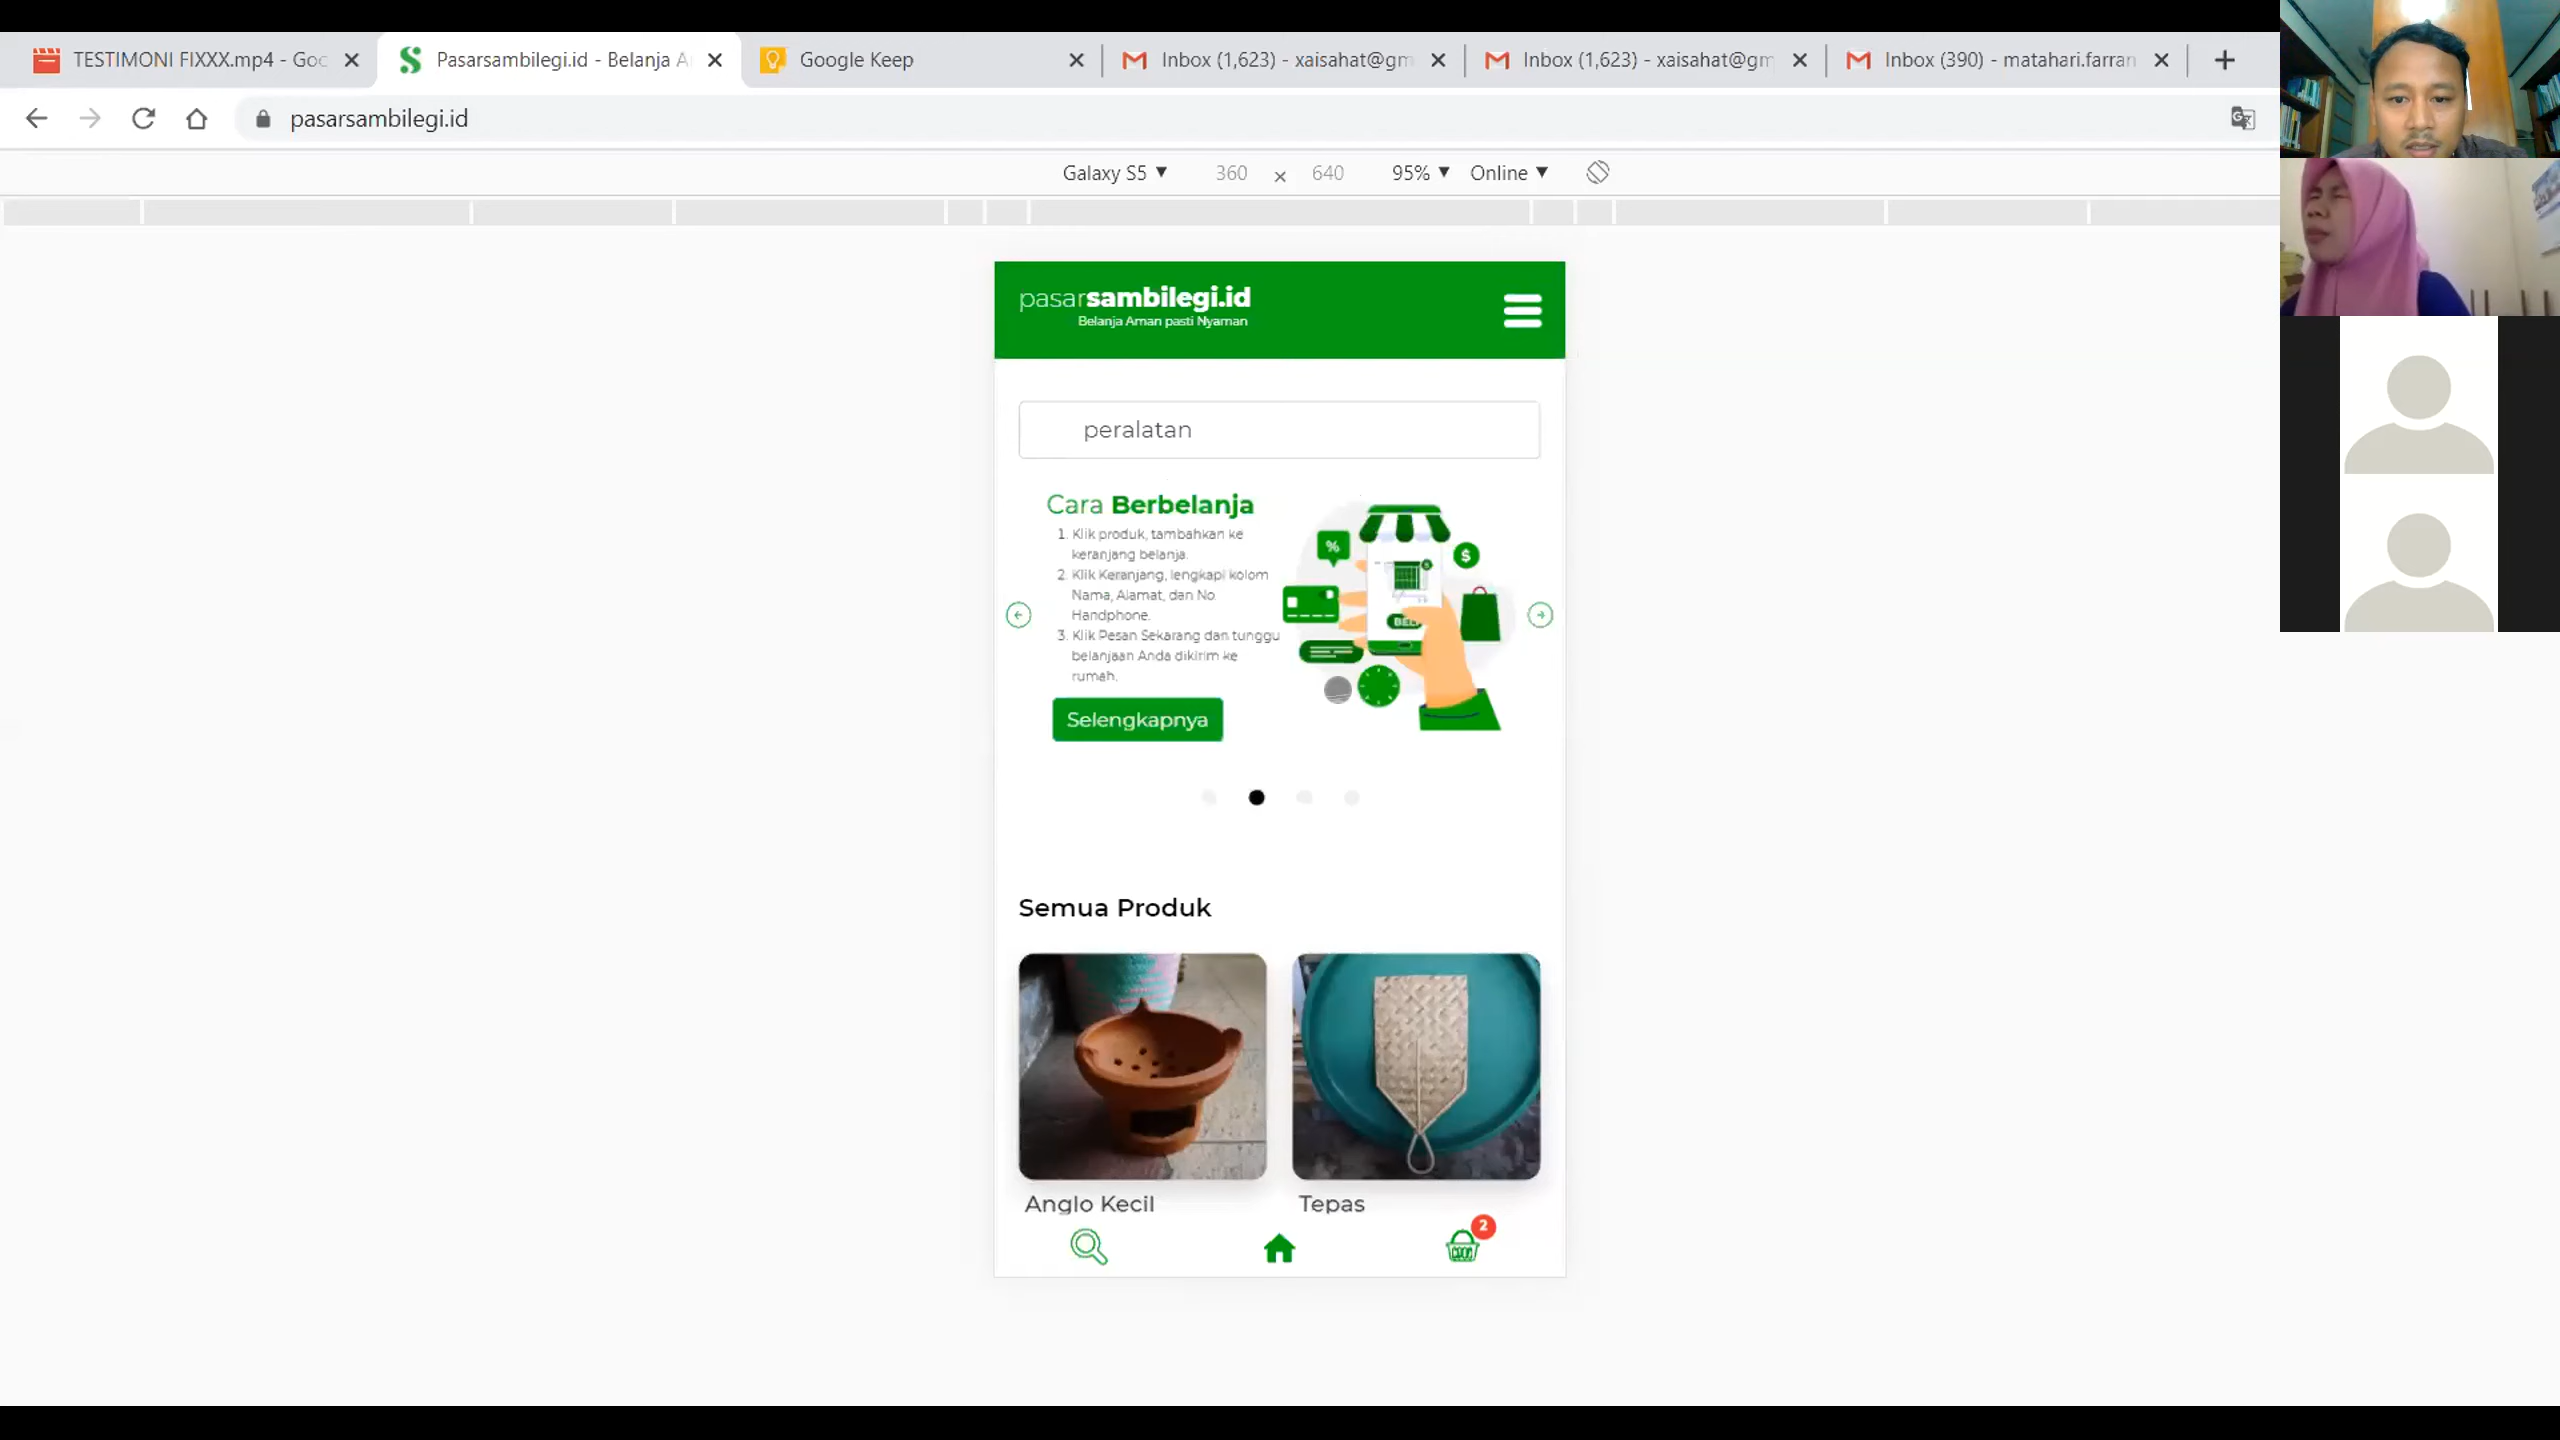 TESTIMONI FIXXX.mp4 - Goo
Pasarsambilegi.id - Belanja A
Google Keep
Inbox (1,623) - xaisahat@gm
Inbox (1,623) - xaisahat@gm
Inbox (390) - matahari.farran
pasarsambilegi.id
Galaxy S5 ▼ 360 × 640 95% ▼ Online ▼
pasarsambilegi.id
Belanja Aman pasti Nyaman
peralatan
Cara Berbelanja
1. Klik produk, tambahkan ke
keranjang belanja.
2. Klik Keranjang, lengkapi kolom
Nama, Alamat, dan No
Handphone.
3. Klik Pesan Sekarang dan tunggu
belanjaan Anda dikirim ke
rumah.
Selengkapnya
%
$
Semua Produk
Anglo Kecil
Tepas
2